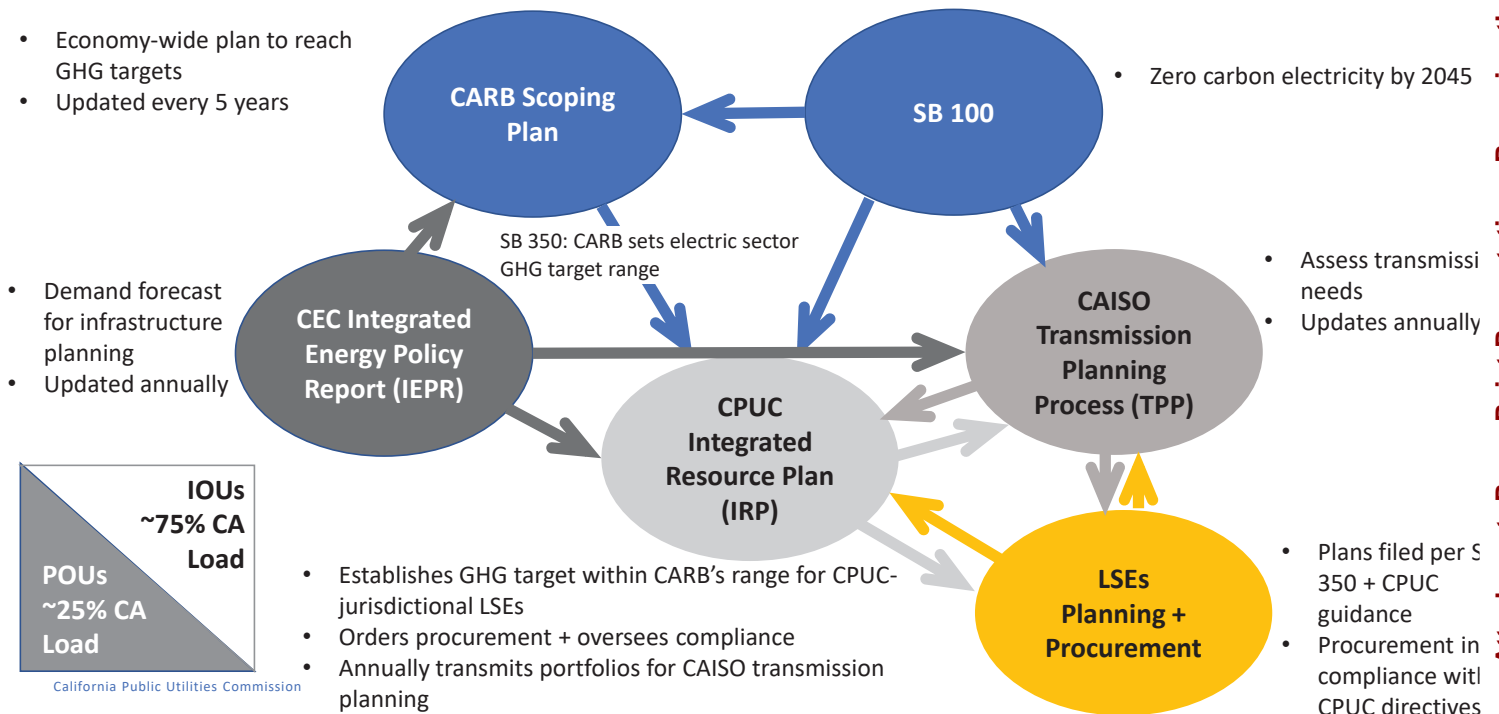 • Economy-wide plan to reach
GHG targets
• Updated every 5 years
CARB Scoping
Plan
SB 100
• Zero carbon electricity by 2045
SB 350: CARB sets electric sector
GHG target range
• Demand forecast
for infrastructure
planning
• Updated annually
CEC Integrated
Energy Policy
Report (IEPR)
CAISO
Transmission
Planning
Process (TPP)
• Assess transmissi
needs
• Updates annually
CPUC
Integrated
Resource Plan
(IRP)
IOUs
~75% CA
Load
POUs
~25% CA
Load
California Public Utilities Commission
• Establishes GHG target within CARB’s range for CPUC-
jurisdictional LSEs
• Orders procurement + oversees compliance
• Annually transmits portfolios for CAISO transmission
planning
LSEs
Planning +
Procurement
• Plans filed per S
350 + CPUC
guidance
• Procurement in
compliance with
CPUC directives